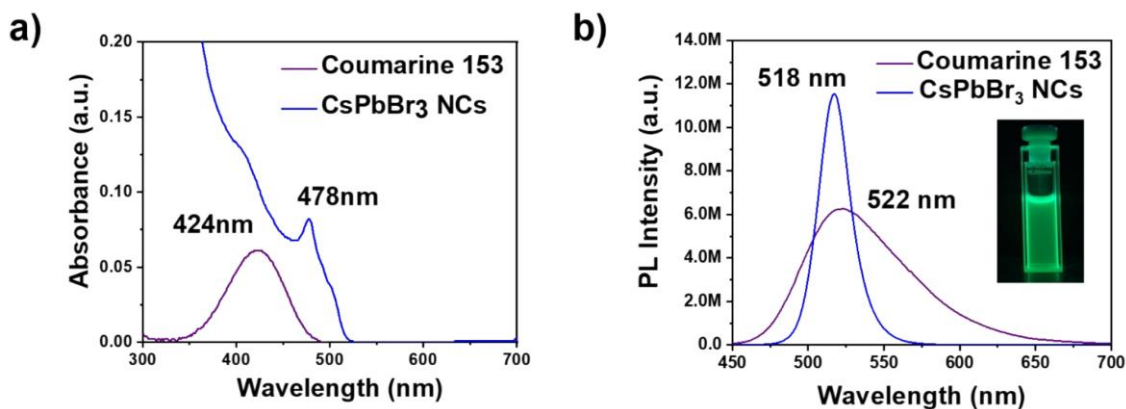 a)
0.20
0.15
0.10
0.05
0.00
Absorbance (a.u.)
Coumarine 153
CsPbBr3 NCs
424nm
478nm
300
400
500
600
700
Wavelength (nm)
b)
14.0M
12.0M
10.0M
8.0M
6.0M
4.0M
2.0M
0.0
PL Intensity (a.u.)
Coumarine 153
CsPbBr₃ NCs
518 nm
522 nm
450
500
550
600
650
700
Wavelength (nm)